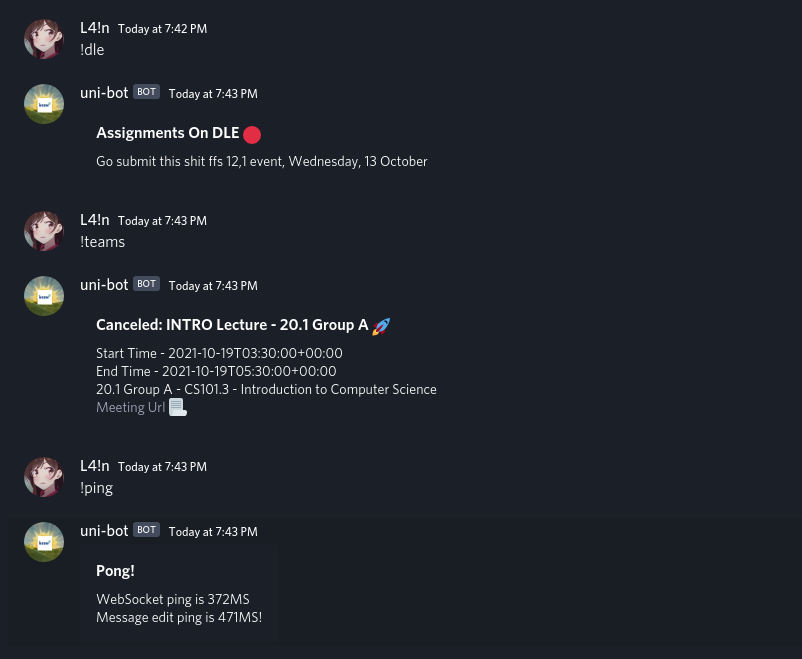 L4!n Today at 7:42 PM
!dle
uni-bot BOT Today at 7:43 PM
Assignments On DLE
Go submit this shit ffs 12,1 event, Wednesday, 13 October
L4!n Today at 7:43 PM
!teams
uni-bot BOT Today at 7:43 PM
Canceled: INTRO Lecture - 20.1 Group A
Start Time - 2021-10-19T03:30:00+00:00
End Time - 2021-10-19T05:30:00+00:00
20.1 Group A - CS101.3 - Introduction to Computer Science
Meeting Url
L4!n Today at 7:43 PM
!ping
uni-bot BOT Today at 7:43 PM
Pong!
WebSocket ping is 372MS
Message edit ping is 471MS!